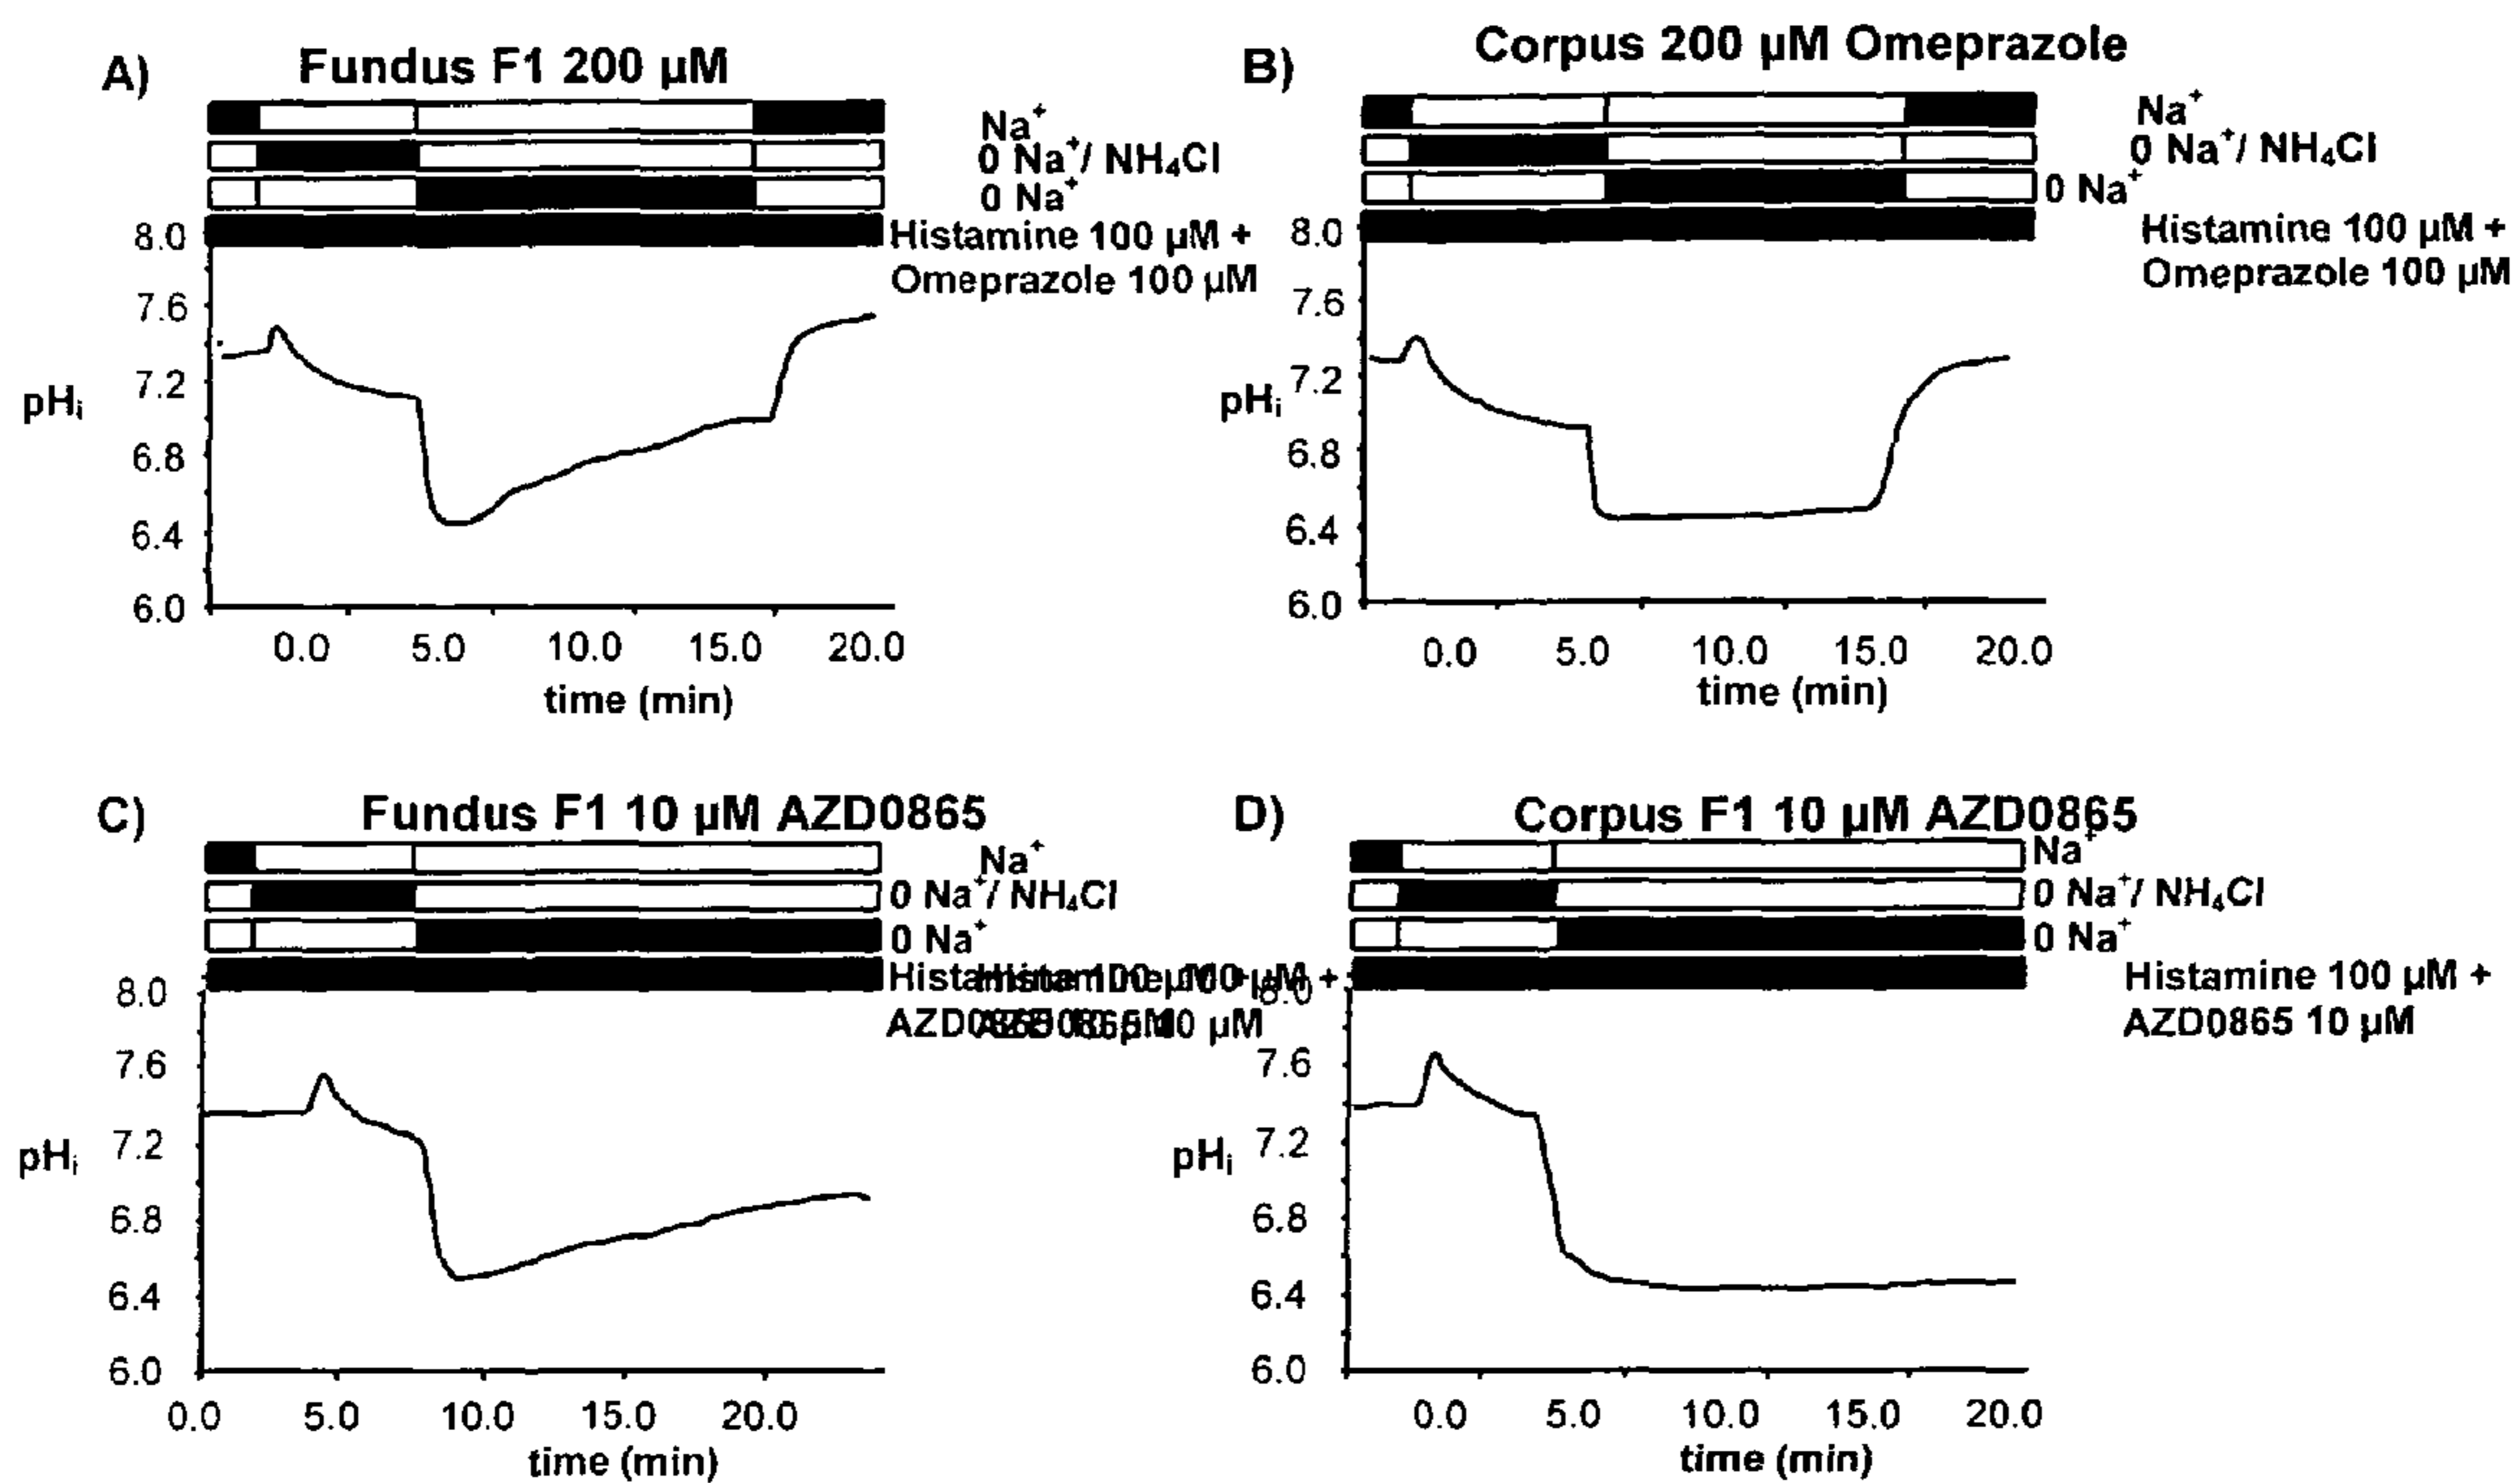 A)
Fundus F1 200 µM
Na⁺
0 Na⁺/ NH₄Cl
0 Na⁺
Histamine 100 µM +
Omeprazole 100 µM
8.0
7.6
7.2
6.8
6.4
6.0
pHᵢ
0.0 5.0 10.0 15.0 20.0
time (min)
B)
Corpus 200 µM Omeprazole
Na⁺
0 Na⁺/ NH₄Cl
0 Na⁺
Histamine 100 µM +
Omeprazole 100 µM
8.0
7.6
7.2
6.8
6.4
6.0
pHᵢ
0.0 5.0 10.0 15.0 20.0
time (min)
C)
Fundus F1 10 µM AZD0865
Na⁺
0 Na⁺/ NH₄Cl
0 Na⁺
8.0
7.6
7.2
6.8
6.4
6.0
pHᵢ
0.0 5.0 10.0 15.0 20.0
time (min)
D)
Corpus F1 10 µM AZD0865
Na⁺
0 Na⁺/ NH₄Cl
0 Na⁺
Histamine 100 µM +
AZD0865 10 µM
8.0
7.6
7.2
6.8
6.4
6.0
pHᵢ
0.0 5.0 10.0 15.0 20.0
time (min)